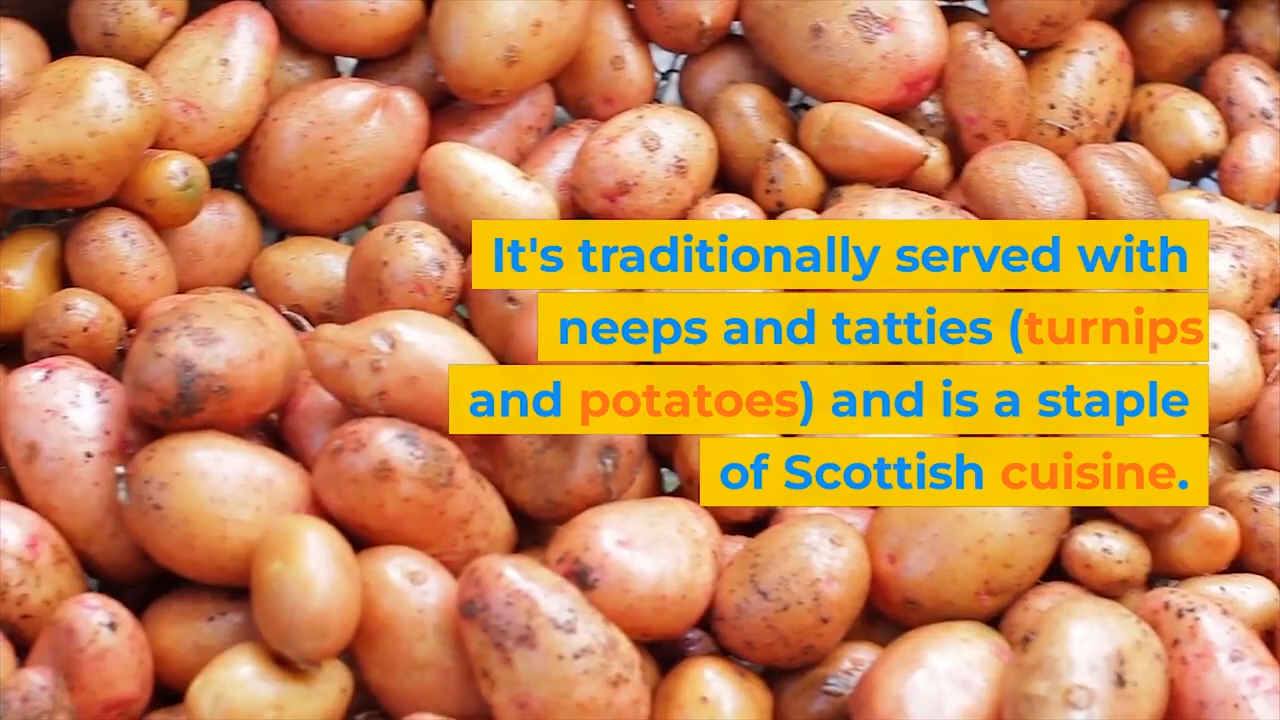 It's traditionally served with
neeps and tatties (turnips
and potatoes) and is a staple
of Scottish cuisine.